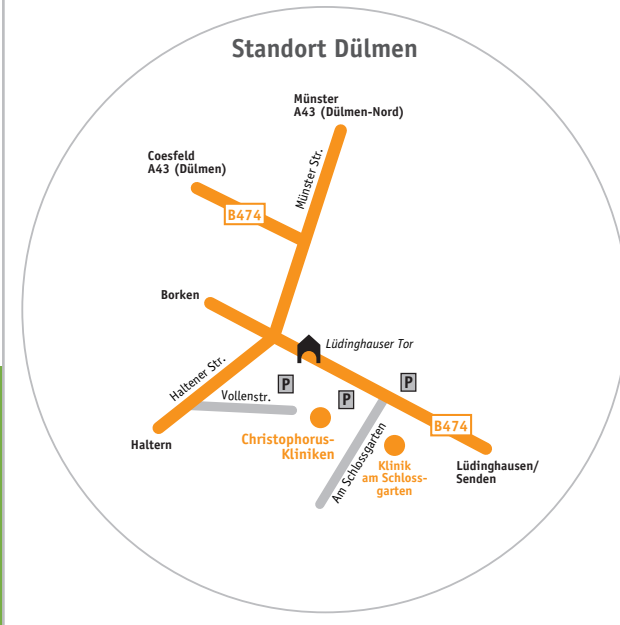 Standort Dülmen
Münster
A43 (Dülmen-Nord)
Coesfeld
A43 (Dülmen)
Münster Str.
B474
Borken
Lüdinghauser Tor
Haltener Str.
P
P
P
Vollenstr.
B474
Haltern
Christophorus-
Kliniken
Am Schlossgarten
Klinik
am Schloss-
garten
Lüdinghausen/
Senden